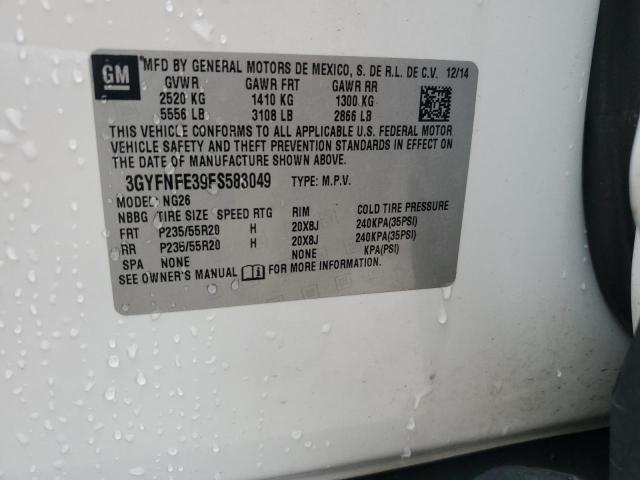 GM
MFD BY GENERAL MOTORS DE MEXICO, S. DE R.L. DE C.V. 12/14
GVWR GAWR FRT GAWR RR
2520 KG 1410 KG 1300 KG
5556 LB 3108 LB 2866 LB
THIS VEHICLE CONFORMS TO ALL APPLICABLE U.S. FEDERAL MOTOR
VEHICLE SAFETY AND THEFT PREVENTION STANDARDS IN EFFECT ON THE
DATE OF MANUFACTURE SHOWN ABOVE.
3GYFNFE39FS583049 TYPE: M.P.V.
MODEL: NG26
NBBG TIRE SIZE SPEED RTG RIM COLD TIRE PRESSURE
FRT P235/55R20 H 20X8J 240KPA(35PSI)
RR P235/55R20 H 20X8J 240KPA(35PSI)
SPA NONE NONE KPA(PSI)
SEE OWNER'S MANUAL FOR MORE INFORMATION.